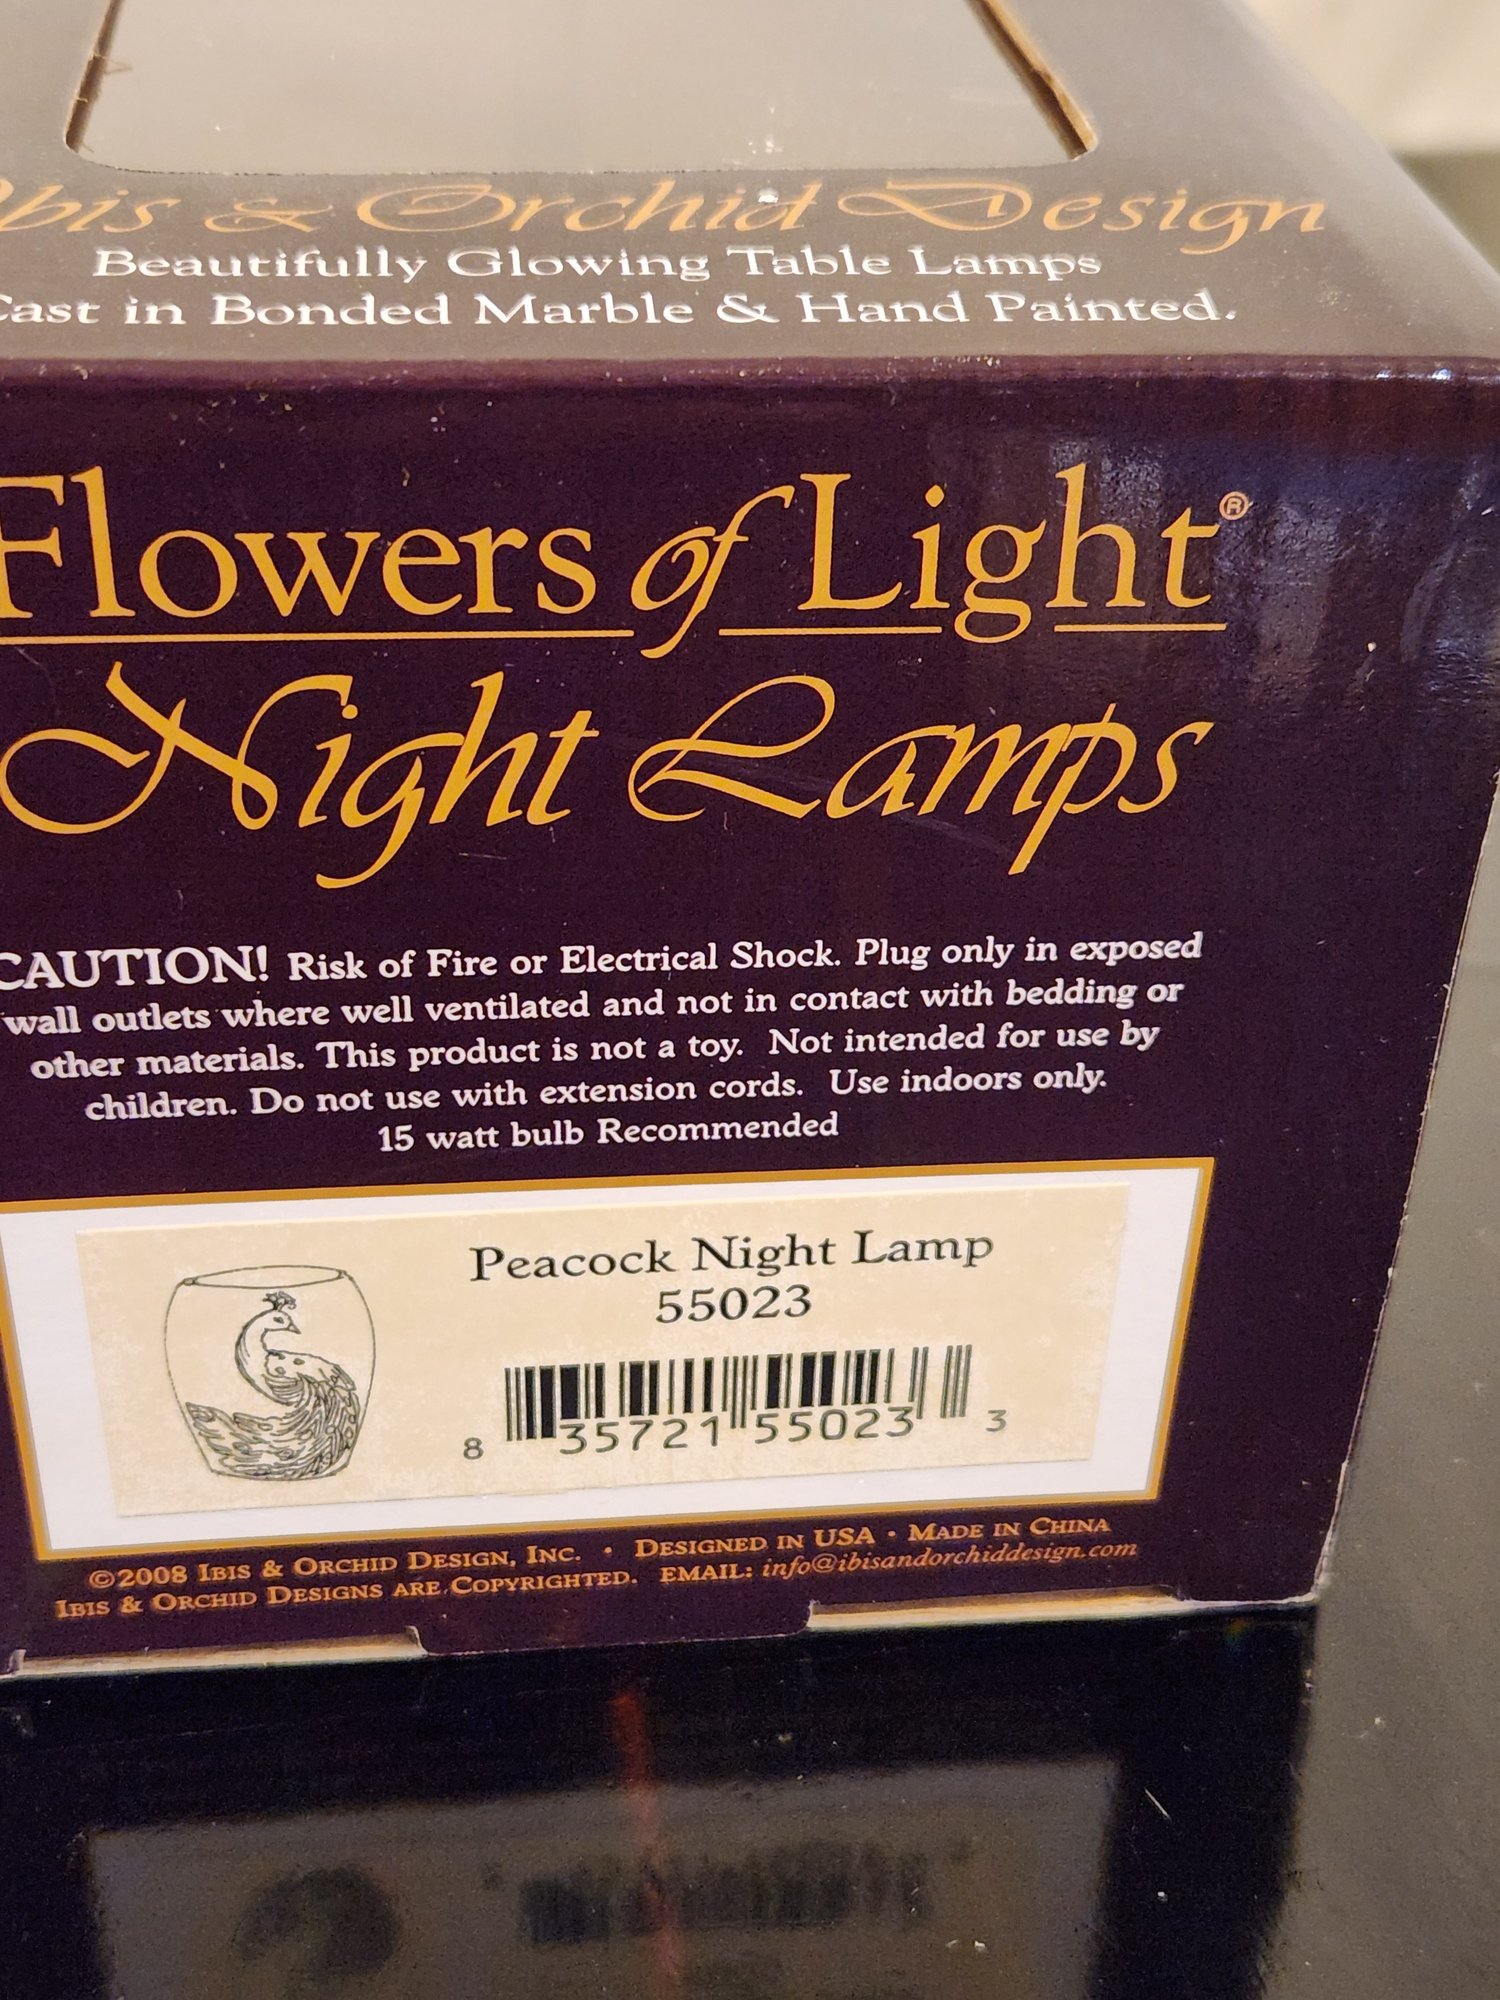 Ibis & Orchid Design
Beautifully Glowing Table Lamps
Cast in Bonded Marble & Hand Painted.
Flowers of Light®
Night Lamps
CAUTION! Risk of Fire or Electrical Shock. Plug only in exposed
wall outlets where well ventilated and not in contact with bedding or
other materials. This product is not a toy. Not intended for use by
children. Do not use with extension cords. Use indoors only.
15 watt bulb Recommended
Peacock Night Lamp
55023
8 35721 55023 3
©2008 Ibis & Orchid Design, Inc. • Designed in USA • Made in China
Ibis & Orchid Designs are Copyrighted. Email: info@ibisandorchiddesign.com